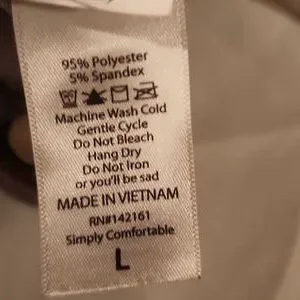 95% Polyester
5% Spandex
Machine Wash Cold
Gentle Cycle
Do Not Bleach
Hang Dry
Do Not Iron
or you'll be sad
MADE IN VIETNAM
RN#142161
Simply Comfortable
L